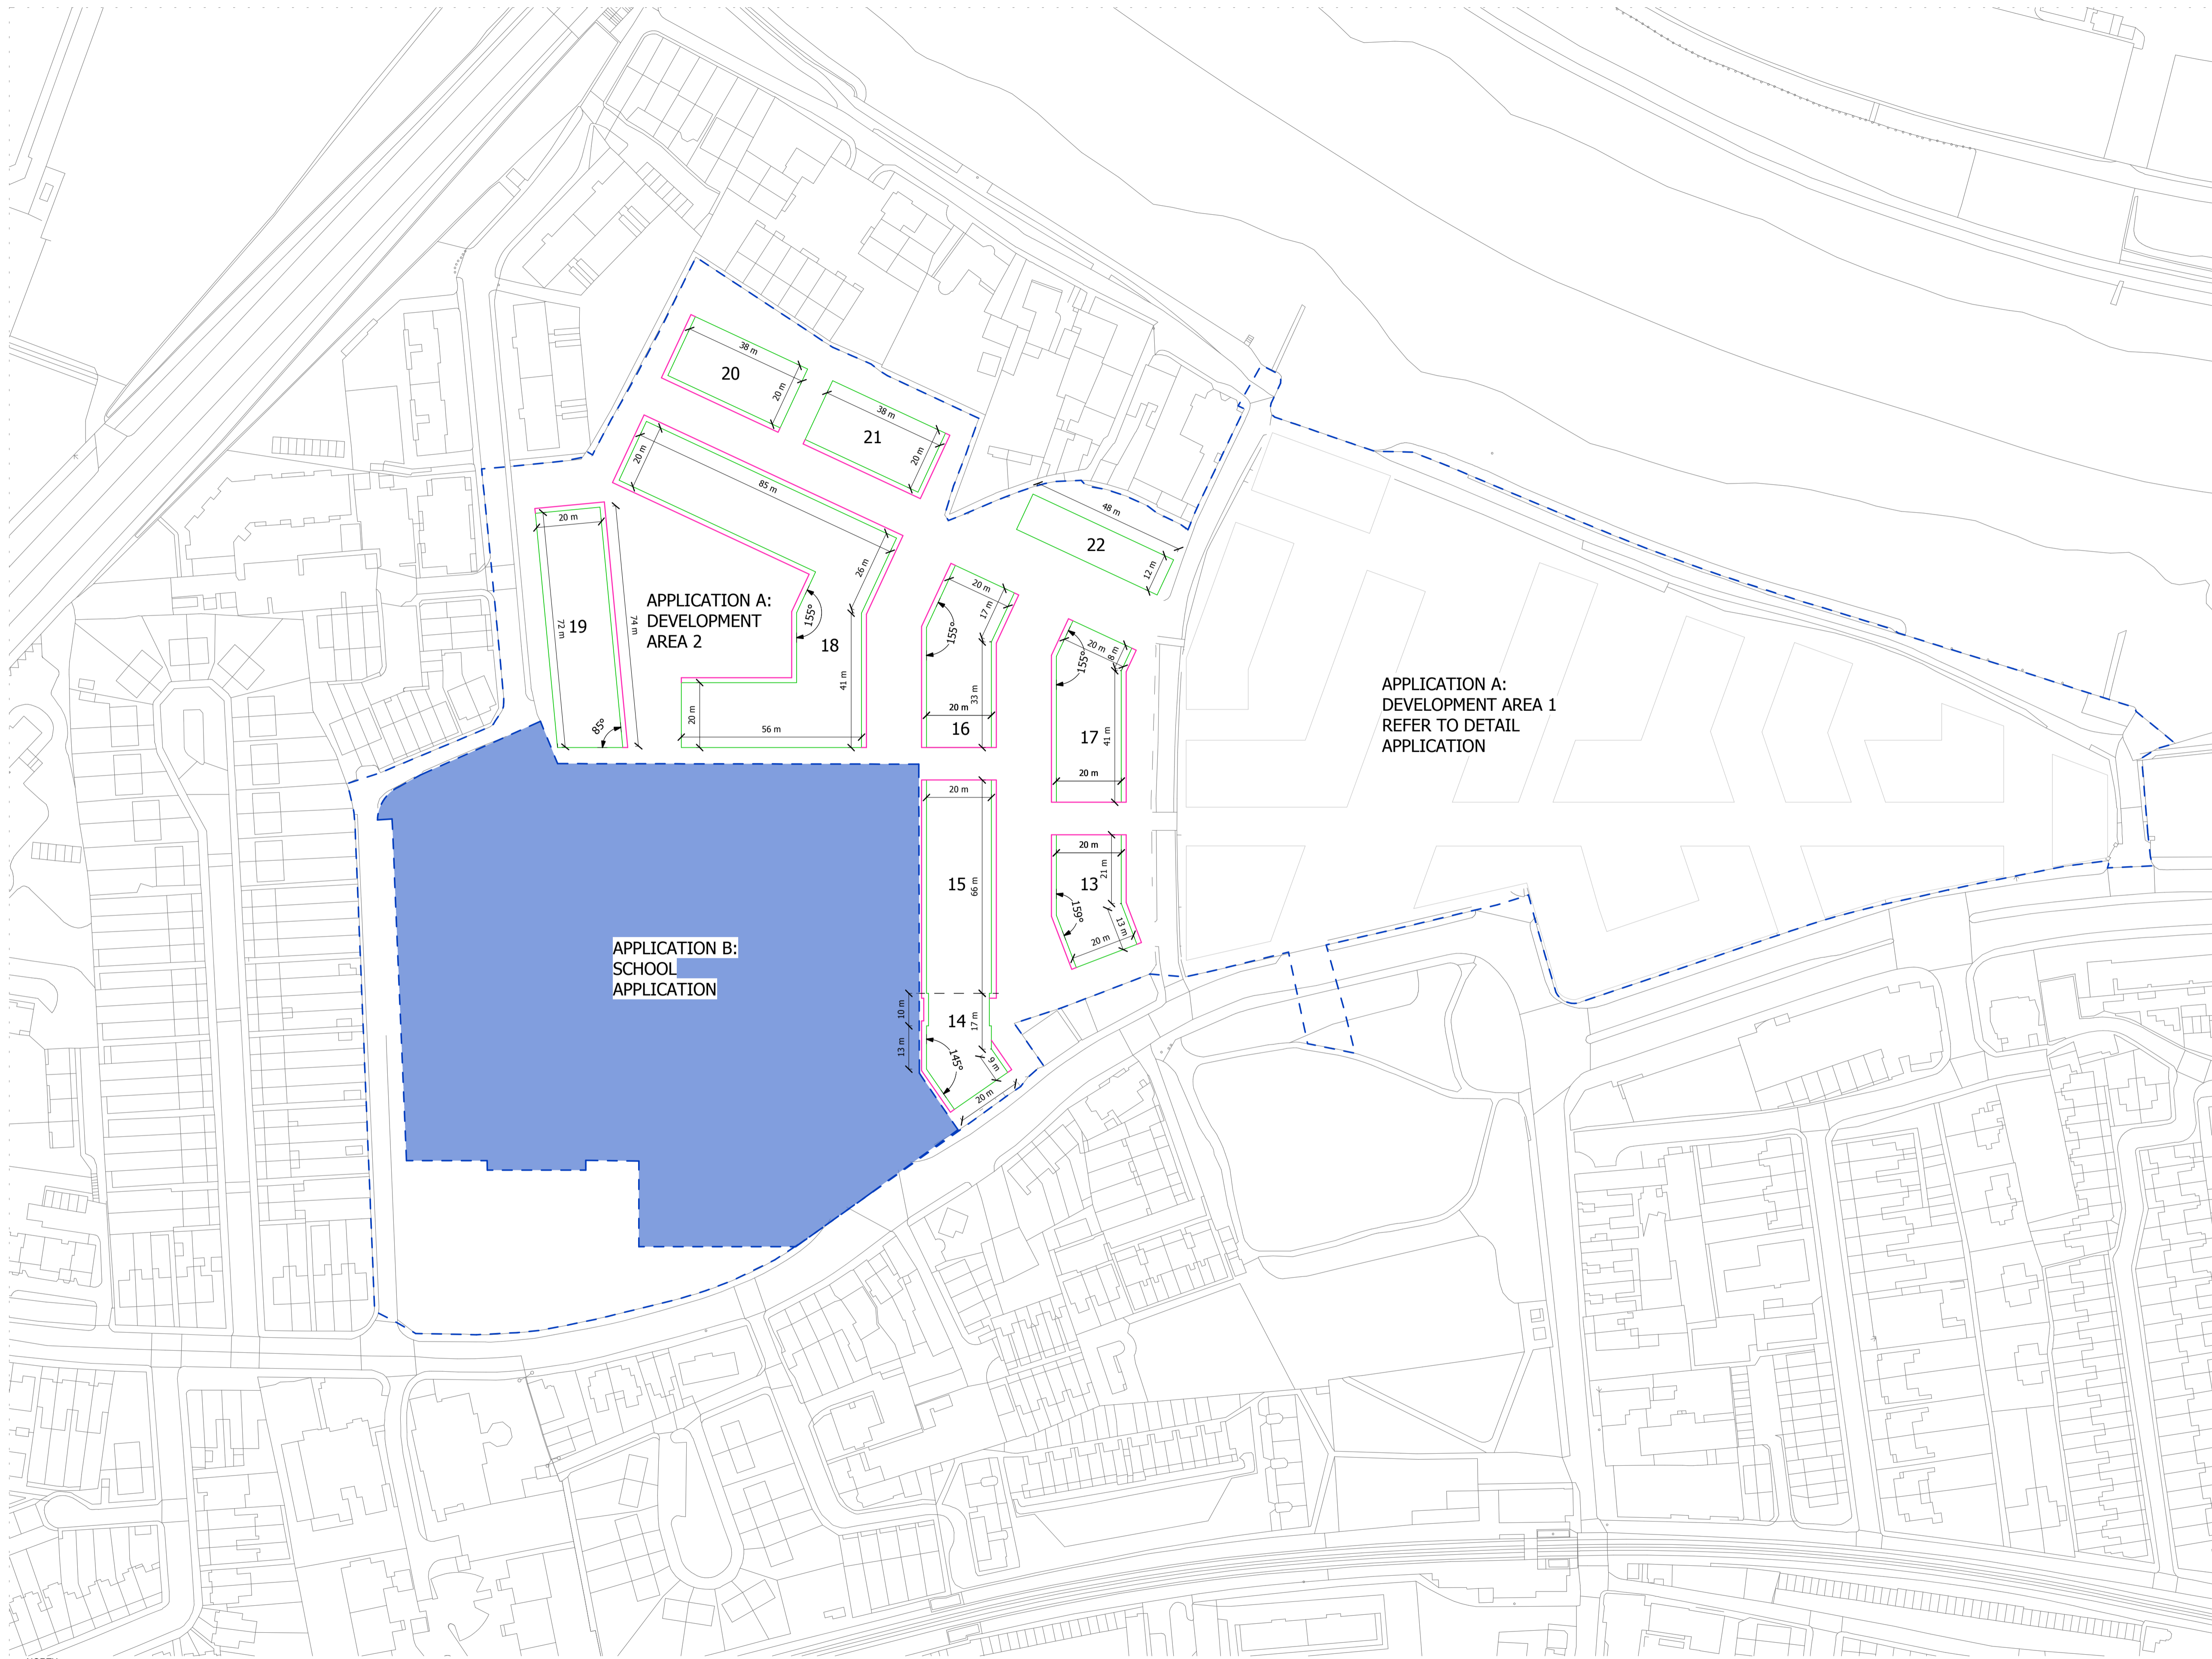 38 m
20
20 m
38 m
21
20 m
20 m
85 m
26 m
48 m
22
12 m
20 m
72 m
19
74 m
85°
APPLICATION A:
DEVELOPMENT
AREA 2
155°
18
41 m
20 m
56 m
20 m
17 m
155°
33 m
20 m
16
20 m
8 m
155°
17
41 m
20 m
APPLICATION A:
DEVELOPMENT AREA 1
REFER TO DETAIL
APPLICATION
20 m
15
66 m
20 m
21 m
13
159°
13 m
20 m
APPLICATION B:
SCHOOL
APPLICATION
10 m
14
17 m
13 m
145°
9 m
20 m